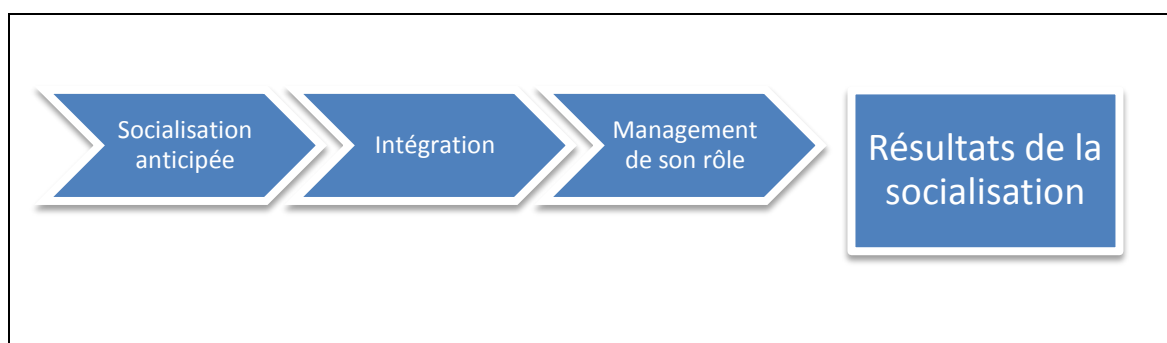 Socialisation
anticipée
Intégration
Management
de son rôle
Résultats de la
socialisation